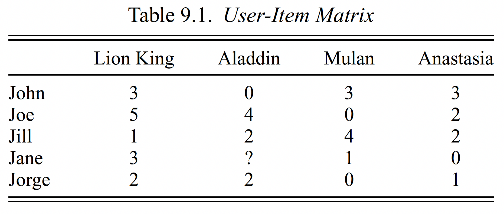 Table 9.1. User-Item Matrix
Lion King Aladdin Mulan Anastasia
John 3 0 3 3
Joe 5 4 0 2
Jill 1 2 4 2
Jane 3 ? 1 0
Jorge 2 2 0 1